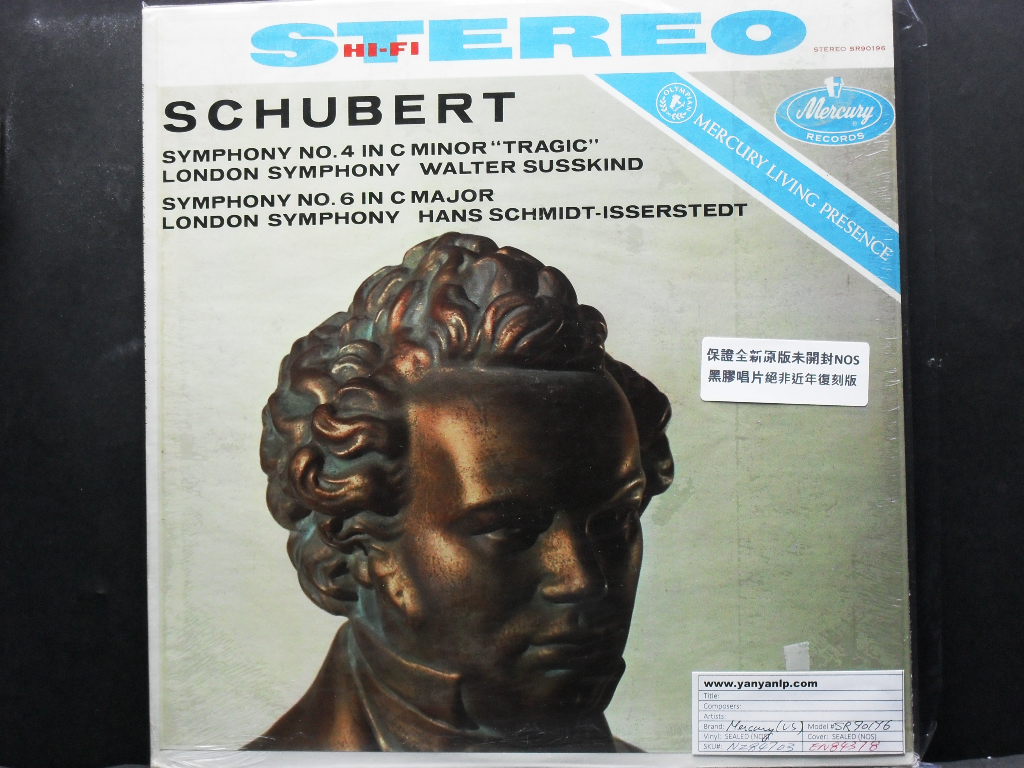 STEREO
HI-FI
STEREO SR90196
SCHUBERT
SYMPHONY NO. 4 IN C MINOR "TRAGIC"
LONDON SYMPHONY WALTER SUSSKIND
SYMPHONY NO. 6 IN C MAJOR
LONDON SYMPHONY HANS SCHMIDT-ISSERSTEDT
OLYMPIAN
MERCURY LIVING PRESENCE
Mercury
RECORDS
保證全新原版未開封NOS
黑膠唱片絕非近年復刻版
www.yanyanlp.com
Title:
Composers:
Artists:
Brand: Mercury (US) Model #: SR90196
Vinyl: SEALED (NOS) Cover: SEALED (NOS)
SKU#: NZ84703 EN84378